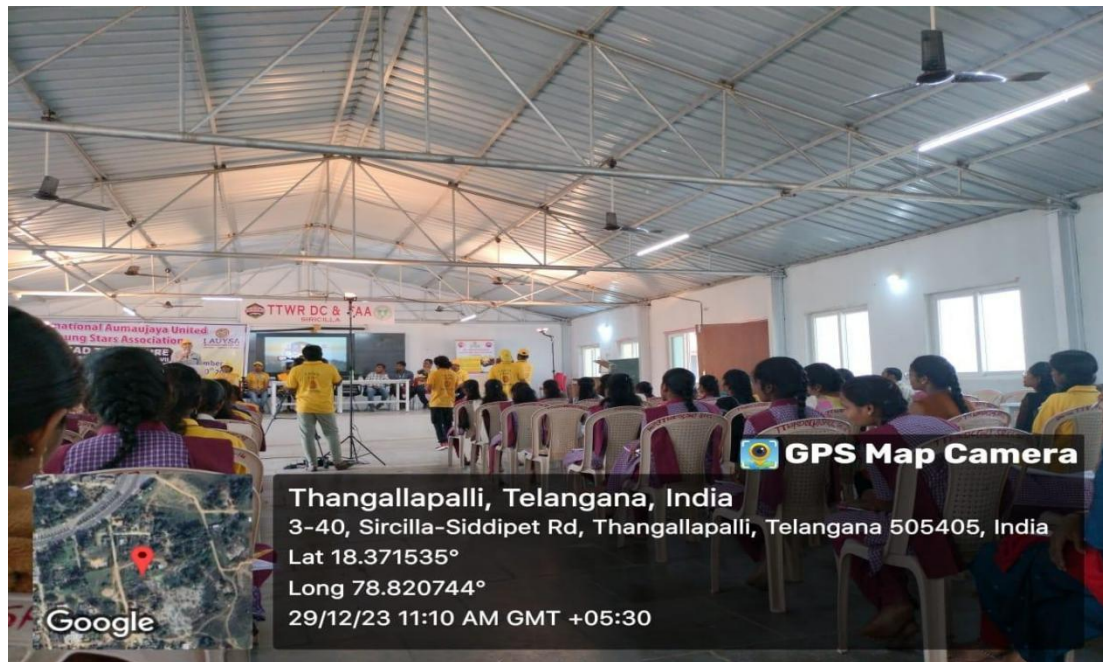 TTWR DC & FAA
SIRCILLA
national Aumaujaya United
ung Stars Association
IAUYSA
GPS Map Camera
Thangallapalli, Telangana, India
3-40, Sircilla-Siddipet Rd, Thangallapalli, Telangana 505405, India
Lat 18.371535°
Long 78.820744°
29/12/23 11:10 AM GMT +05:30
Google